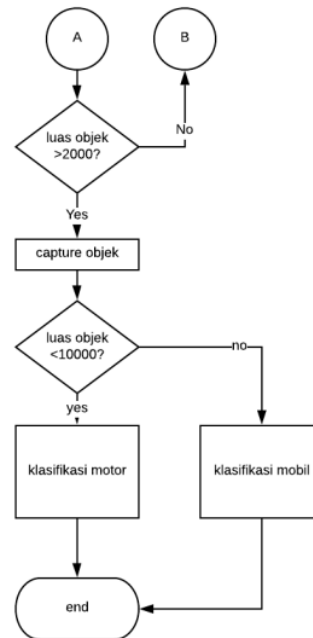 A
B
luas objek
>2000?
No
Yes
capture objek
luas objek
<10000?
no
yes
klasifikasi motor
klasifikasi mobil
end